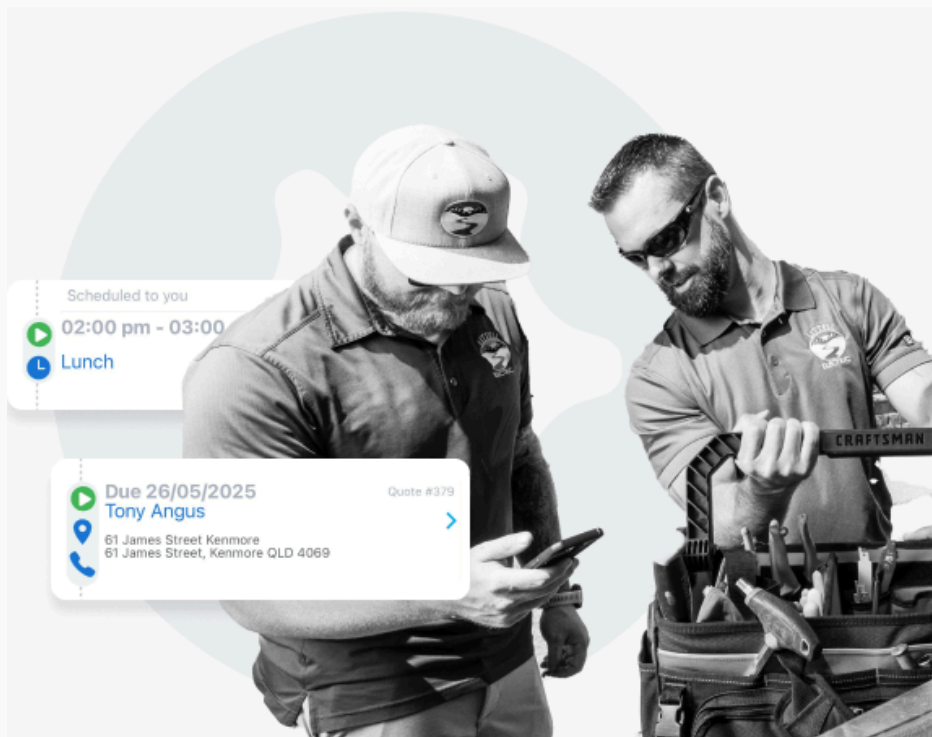 Scheduled to you
02:00 pm - 03:00
Lunch
CRAFTSMAN
Due 26/05/2025
Quote #379
Tony Angus
61 James Street Kenmore
61 James Street, Kenmore QLD 4069